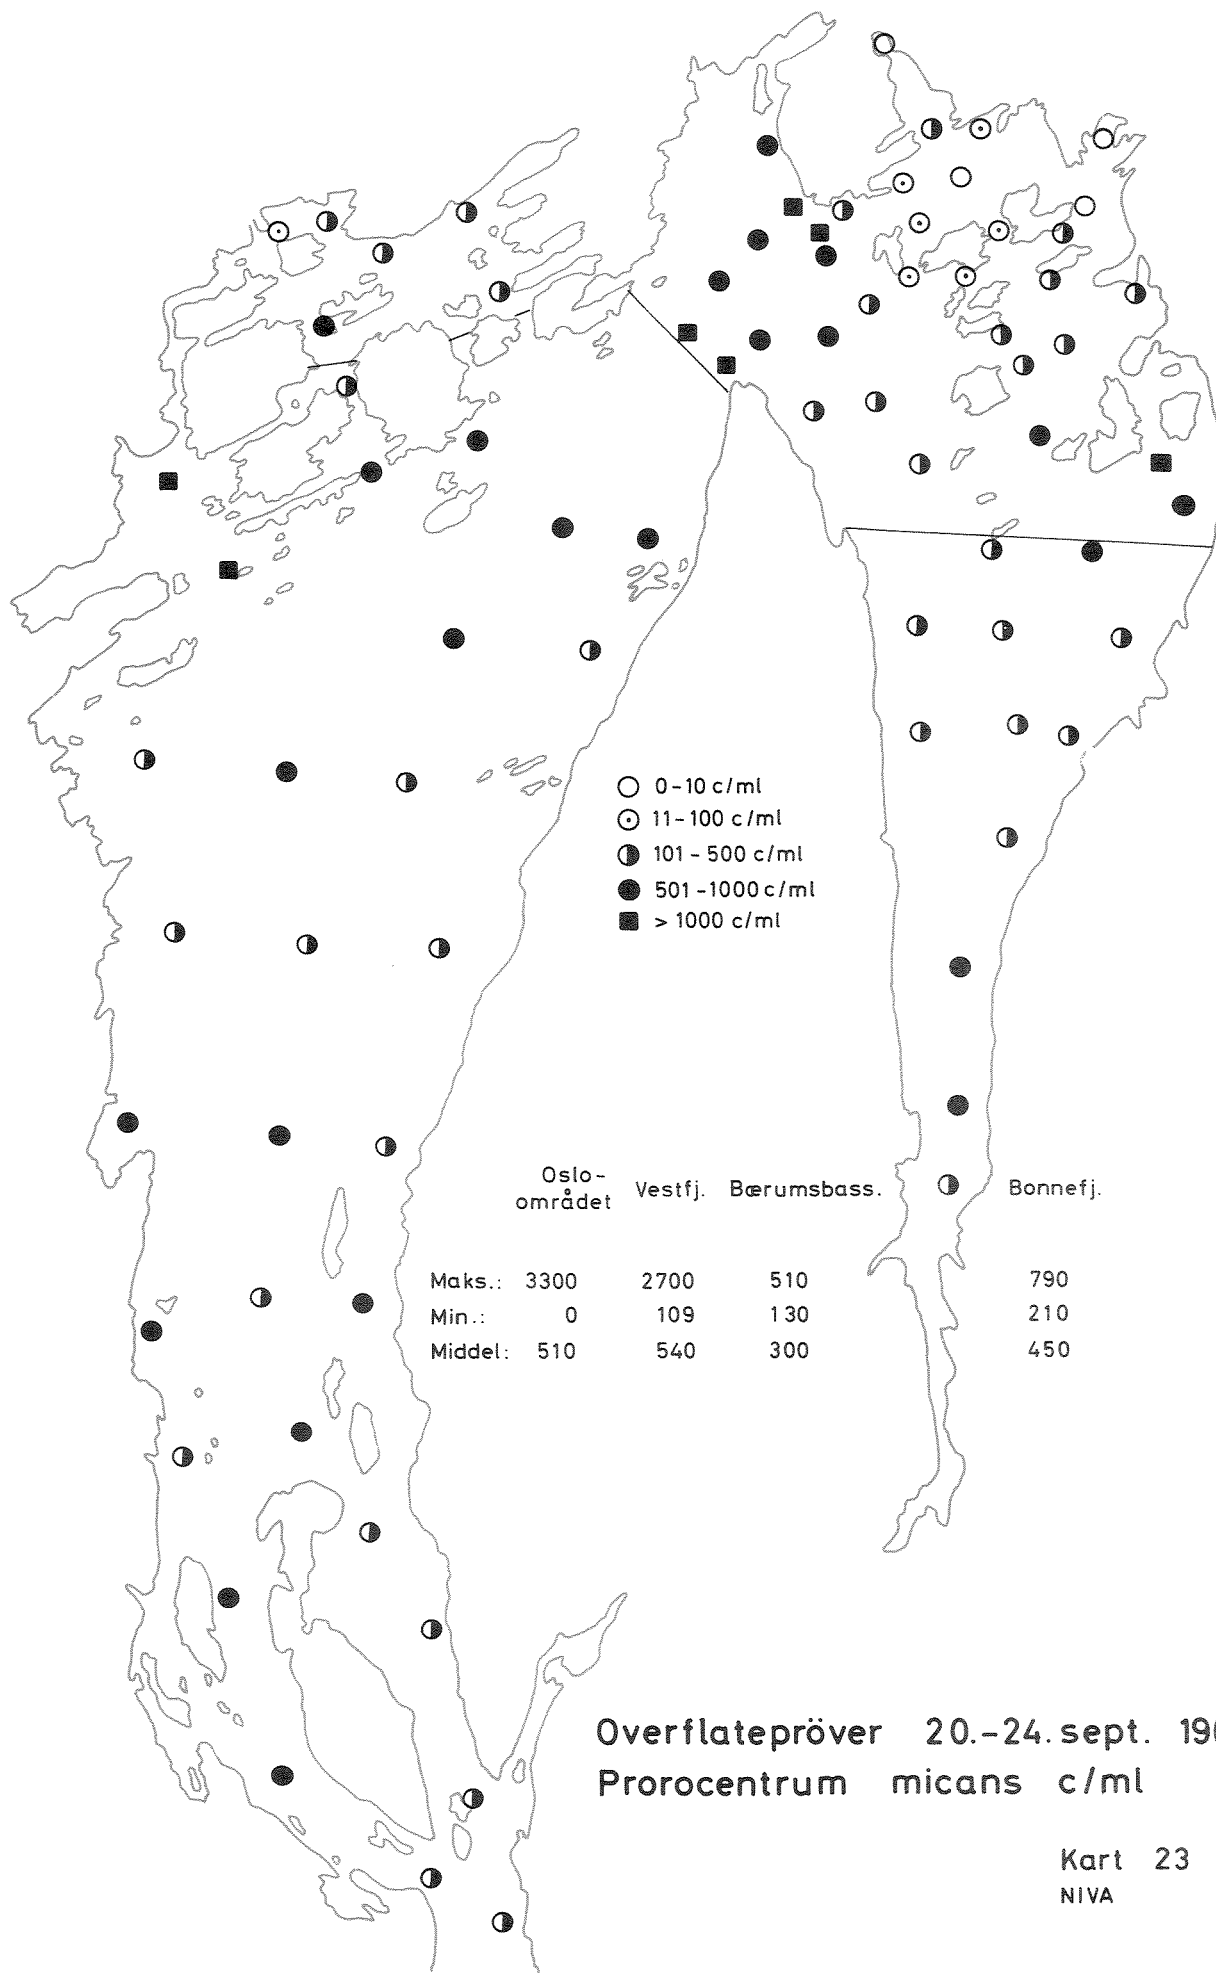 0-10 c/ml
11-100 c/ml
101-500 c/ml
501-1000 c/ml
> 1000 c/ml
Oslo-området Vestfj. Bærumsbass. Bonnefj.
Maks.: 3300 2700 510 790
Min.: 0 109 130 210
Middel: 510 540 300 450
Overflatepröver 20.-24. sept.
Prorocentrum micans c/ml
Kart 23
NIVA